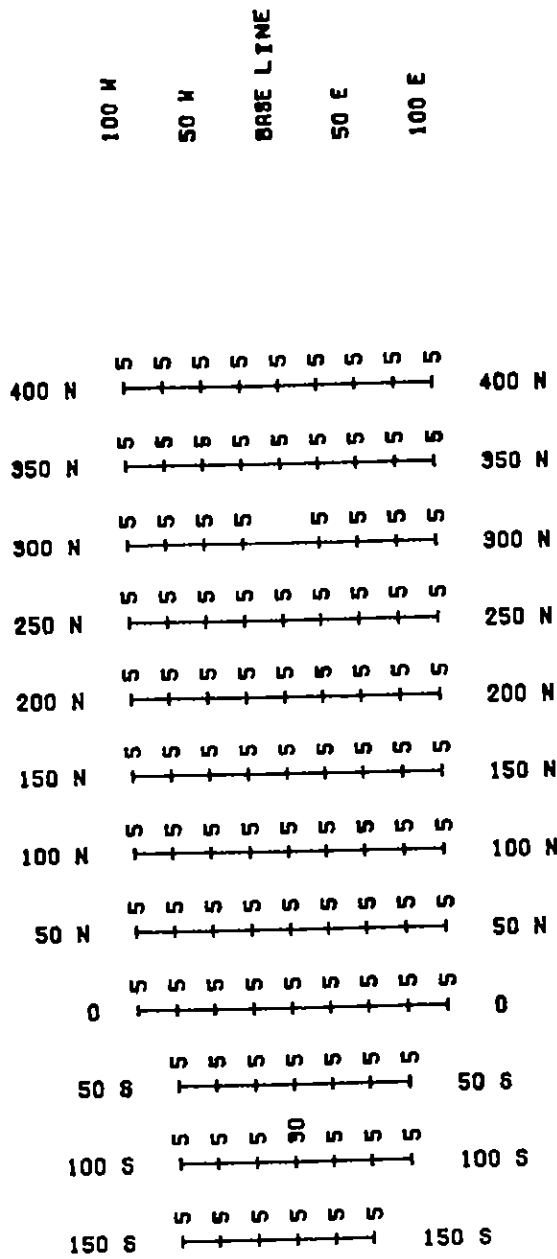 100 W
50 W
BASE LINE
50 E
100 E
400 N 5 5 5 5 5 5 5 5 5 400 N
350 N 5 5 5 5 5 5 5 5 5 350 N
300 N 5 5 5 5 5 5 5 5 300 N
250 N 5 5 5 5 5 5 5 5 5 250 N
200 N 5 5 5 5 5 5 5 5 5 200 N
150 N 5 5 5 5 5 5 5 5 5 150 N
100 N 5 5 5 5 5 5 5 5 5 100 N
50 N 5 5 5 5 5 5 5 5 5 50 N
0 5 5 5 5 5 5 5 5 5 0
50 S 5 5 5 5 5 5 5 50 S
100 S 5 5 5 90 5 5 5 100 S
150 S 5 5 5 5 5 5 150 S